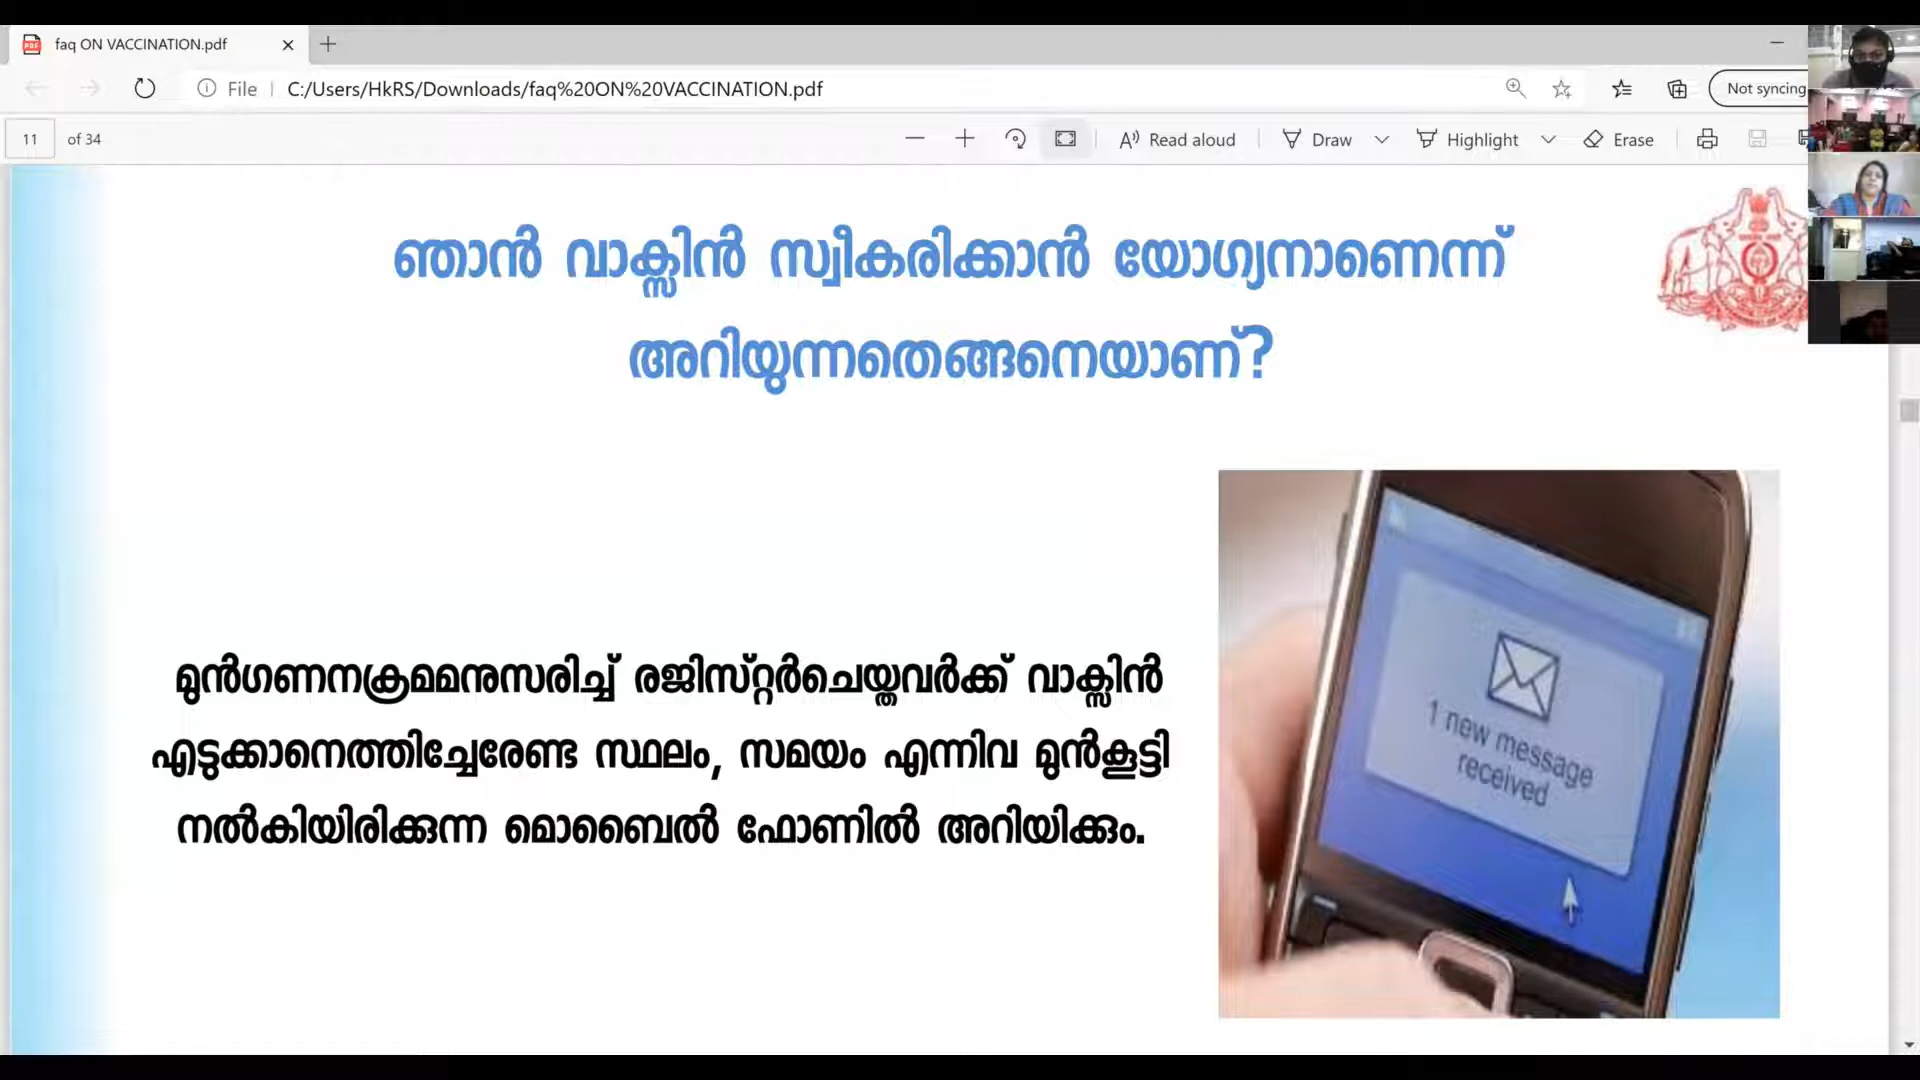 faq ON VACCINATION.pdf
File
C:/Users/HkRS/Downloads/faq%20ON%20VACCINATION.pdf
Not syncing
11 of 34
Read aloud
Draw
Highlight
Erase
ഞാൻ വാക്സിൻ സ്വീകരിക്കാൻ യോഗ്യനാണെന്ന്
അറിയുന്നതെങ്ങനെയാണ്?
മുൻഗണനക്രമമനുസരിച്ച് രജിസ്റ്റർചെയ്തവർക്ക് വാക്സിൻ
എടുക്കാനെത്തിച്ചേരേണ്ട സ്ഥലം, സമയം എന്നിവ മുൻകൂട്ടി
നൽകിയിരിക്കുന്ന മൊബൈൽ ഫോണിൽ അറിയിക്കും.
1 new message
received